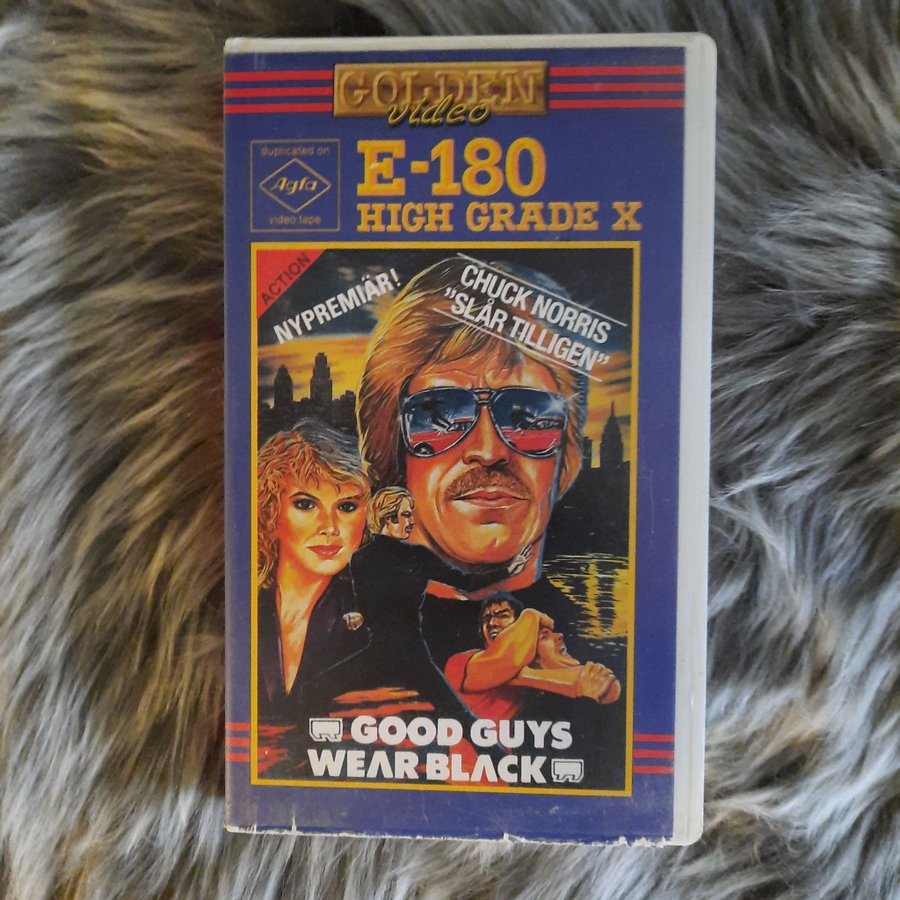 GOLDEN
video
duplicated on
Agfa
video tape
E-180
HIGH GRADE X
ACTION
NYPREMIÄR!
CHUCK NORRIS
"SLÅR TILLIGEN"
GOOD GUYS
WEAR BLACK